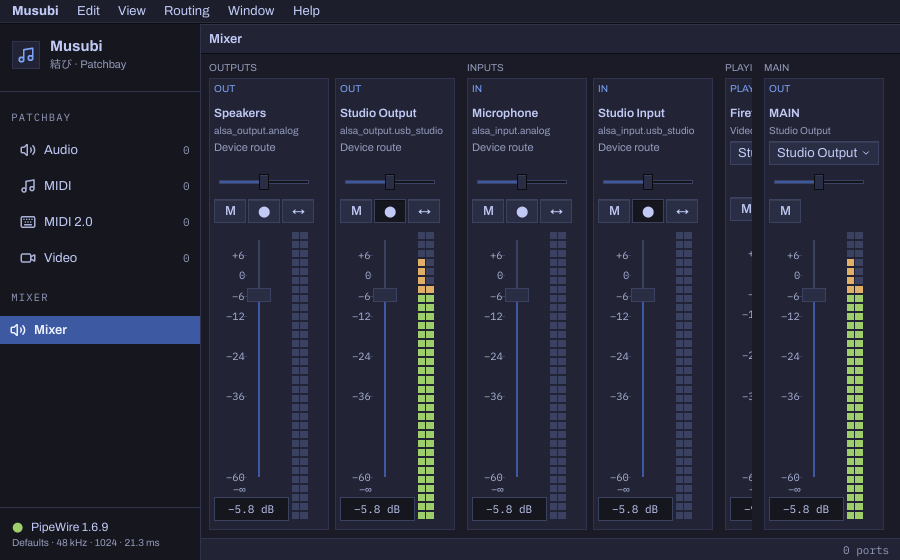 Musubi Edit View Routing Window Help
Musubi
結び · Patchbay
PATCHBAY
Audio 0
MIDI 0
MIDI 2.0 0
Video 0
MIXER
Mixer
PipeWire 1.6.9
Defaults · 48 kHz · 1024 · 21.3 ms
Mixer
OUTPUTS
OUT
Speakers
alsa_output.analog
Device route
M
+6
0
−6
−12
−24
−36
−60
−∞
−5.8 dB
OUT
Studio Output
alsa_output.usb_studio
Device route
M
+6
0
−6
−12
−24
−36
−60
−∞
−5.8 dB
INPUTS
IN
Microphone
alsa_input.analog
Device route
M
+6
0
−6
−12
−24
−36
−60
−∞
−5.8 dB
IN
Studio Input
alsa_input.usb_studio
Device route
M
+6
0
−6
−12
−24
−36
−60
−∞
−5.8 dB
MAIN
OUT
MAIN
Studio Output
Studio Output
M
+6
0
−6
−12
−24
−36
−60
−∞
−5.8 dB
0 ports